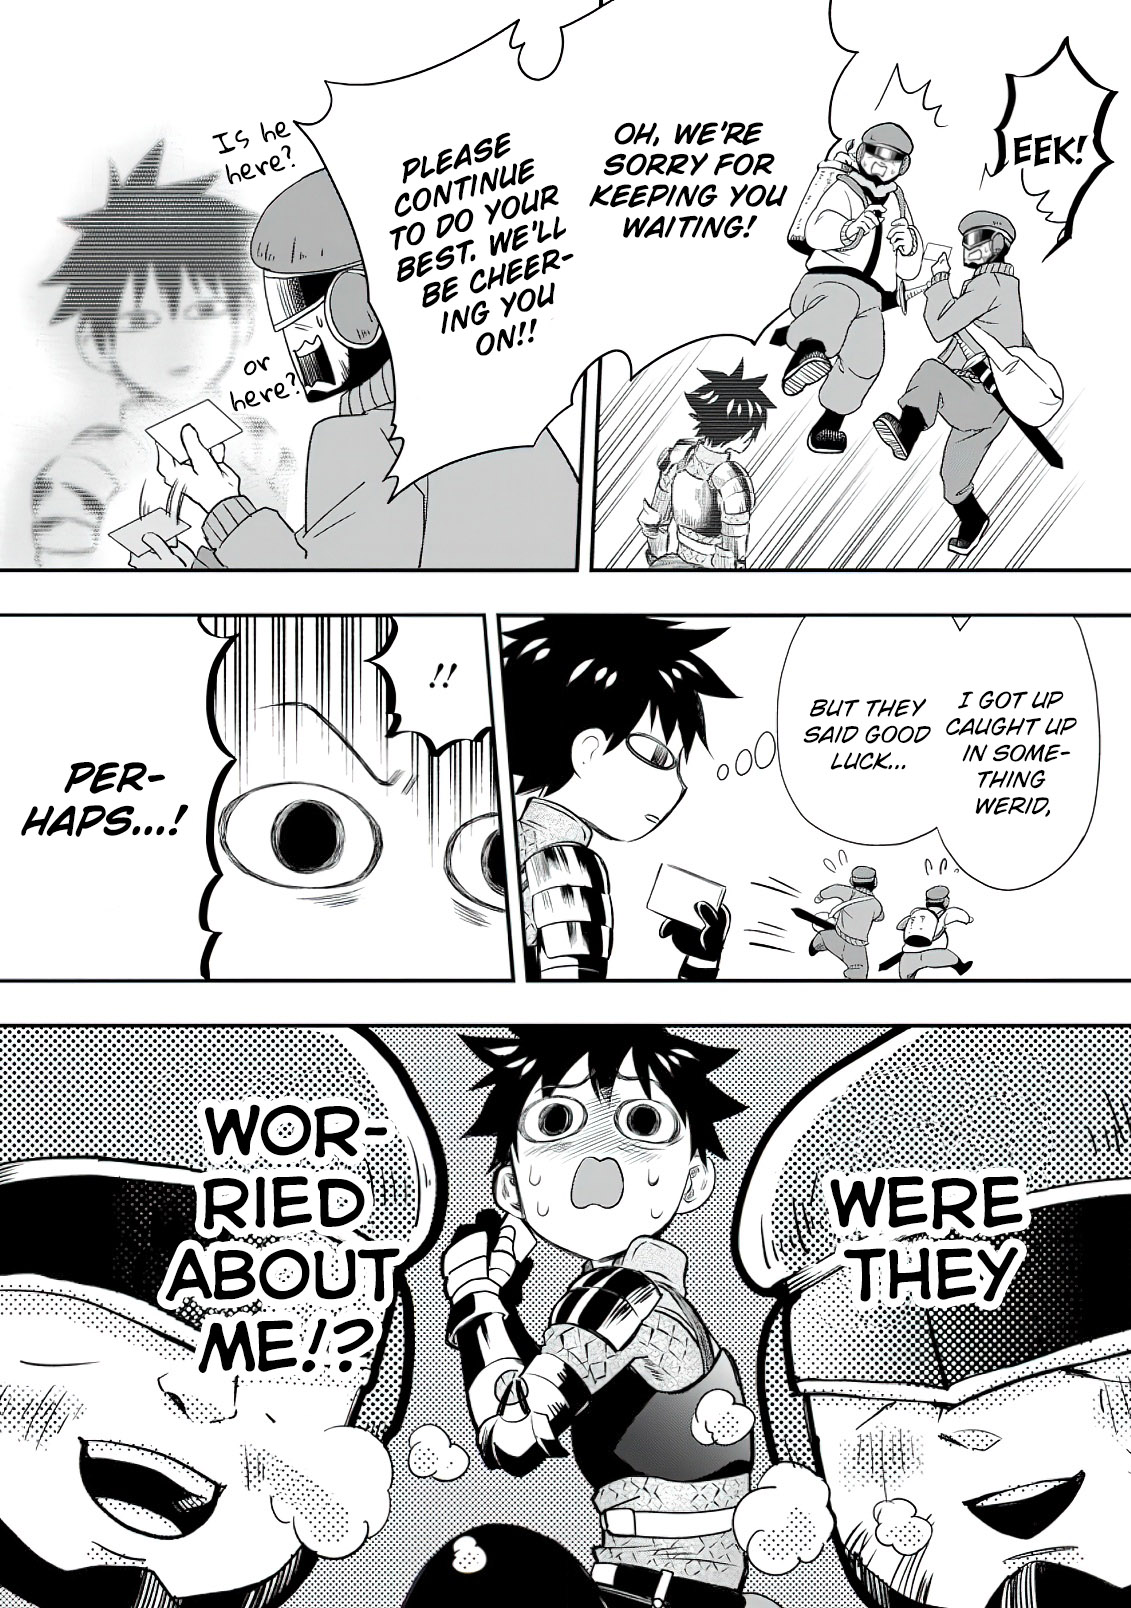 EEK!
OH, WE'RE
SORRY FOR
KEEPING YOU
WAITING!
PLEASE
CONTINUE
TO DO YOUR
BEST. WE'LL
BE CHEER-
ING YOU
ON!!
Is he
here?
or
here?
I GOT UP
CAUGHT UP
IN SOME-
THING
WERID,
BUT THEY
SAID GOOD
LUCK...
!!
PER-
HAPS...!
WERE
THEY
WOR-
RIED
ABOUT
ME!?